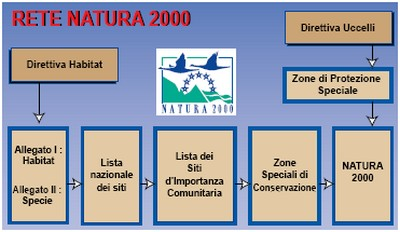 RETE NATURA 2000
Direttiva Uccelli
Direttiva Habitat
Zone di Protezione
Speciale
NATURA 2000
Allegato I :
Habitat
Allegato II :
Specie
Lista
nazionale
dei siti
Lista dei
Siti
d'Importanza
Comunitaria
Zone
Speciali di
Conservazione
NATURA
2000